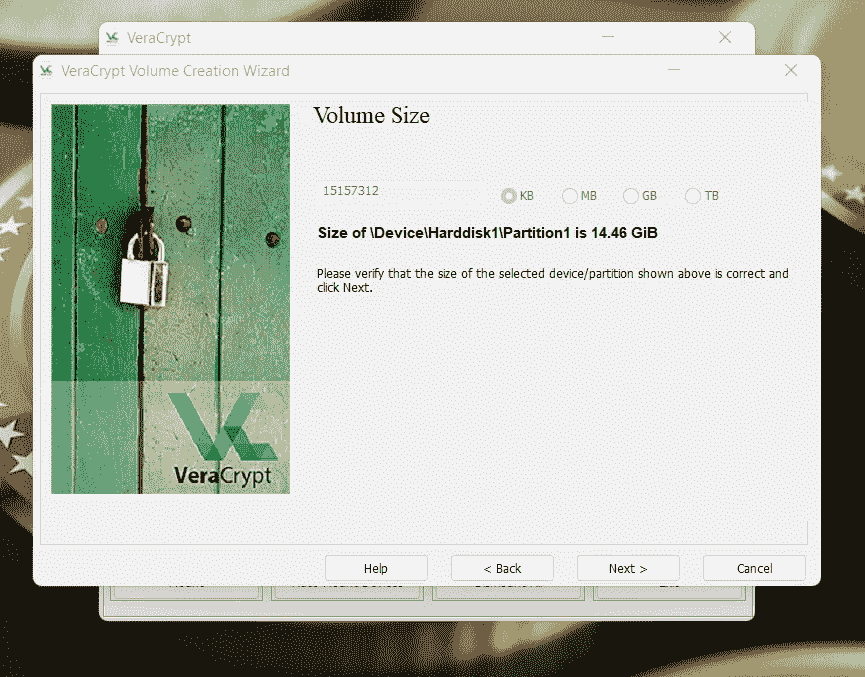 VeraCrypt
VeraCrypt Volume Creation Wizard
Volume Size
15157312
KB MB GB TB
Size of \Device\Harddisk1\Partition1 is 14.46 GiB
Please verify that the size of the selected device/partition shown above is correct and
click Next.
VeraCrypt
Help < Back Next > Cancel